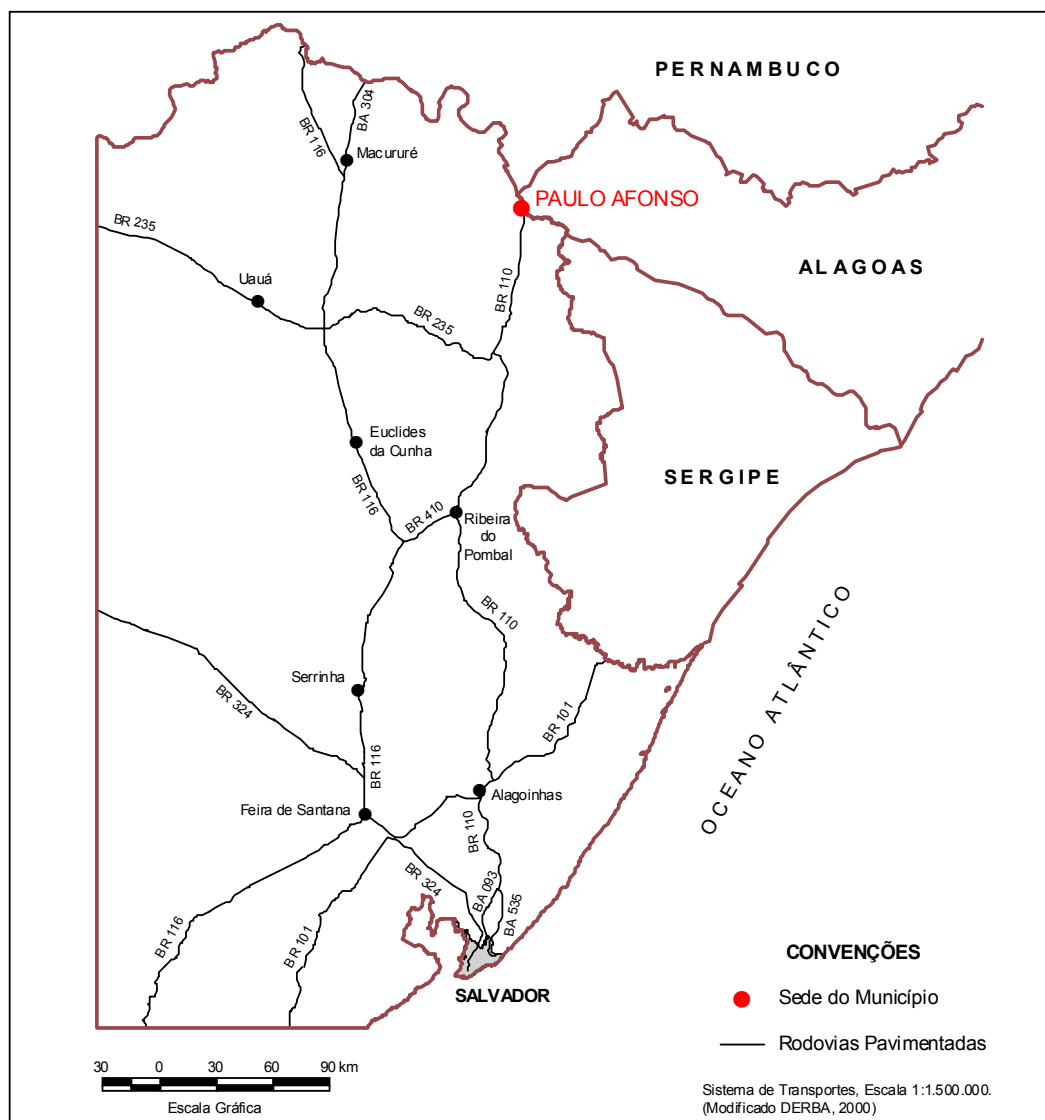 PERNAMBUCO
BA 304
BR 116
Macururé
PAULO AFONSO
BR 235
ALAGOAS
Uauá
BR 110
BR 235
Euclides
da Cunha
SERGIPE
BR 116
BR 410
Ribeira
do
Pombal
BR 110
OCEANO ATLÂNTICO
Serrinha
BR 324
BR 101
BR 116
Alagoinhas
Feira de Santana
BR 110
BR 324
BA 093
BA 535
BR 116
BR 101
SALVADOR
CONVENÇÕES
Sede do Município
Rodovias Pavimentadas
30 0 30 60 90 km
Escala Gráfica
Sistema de Transportes, Escala 1:1.500.000.
(Modificado DERBA, 2000)